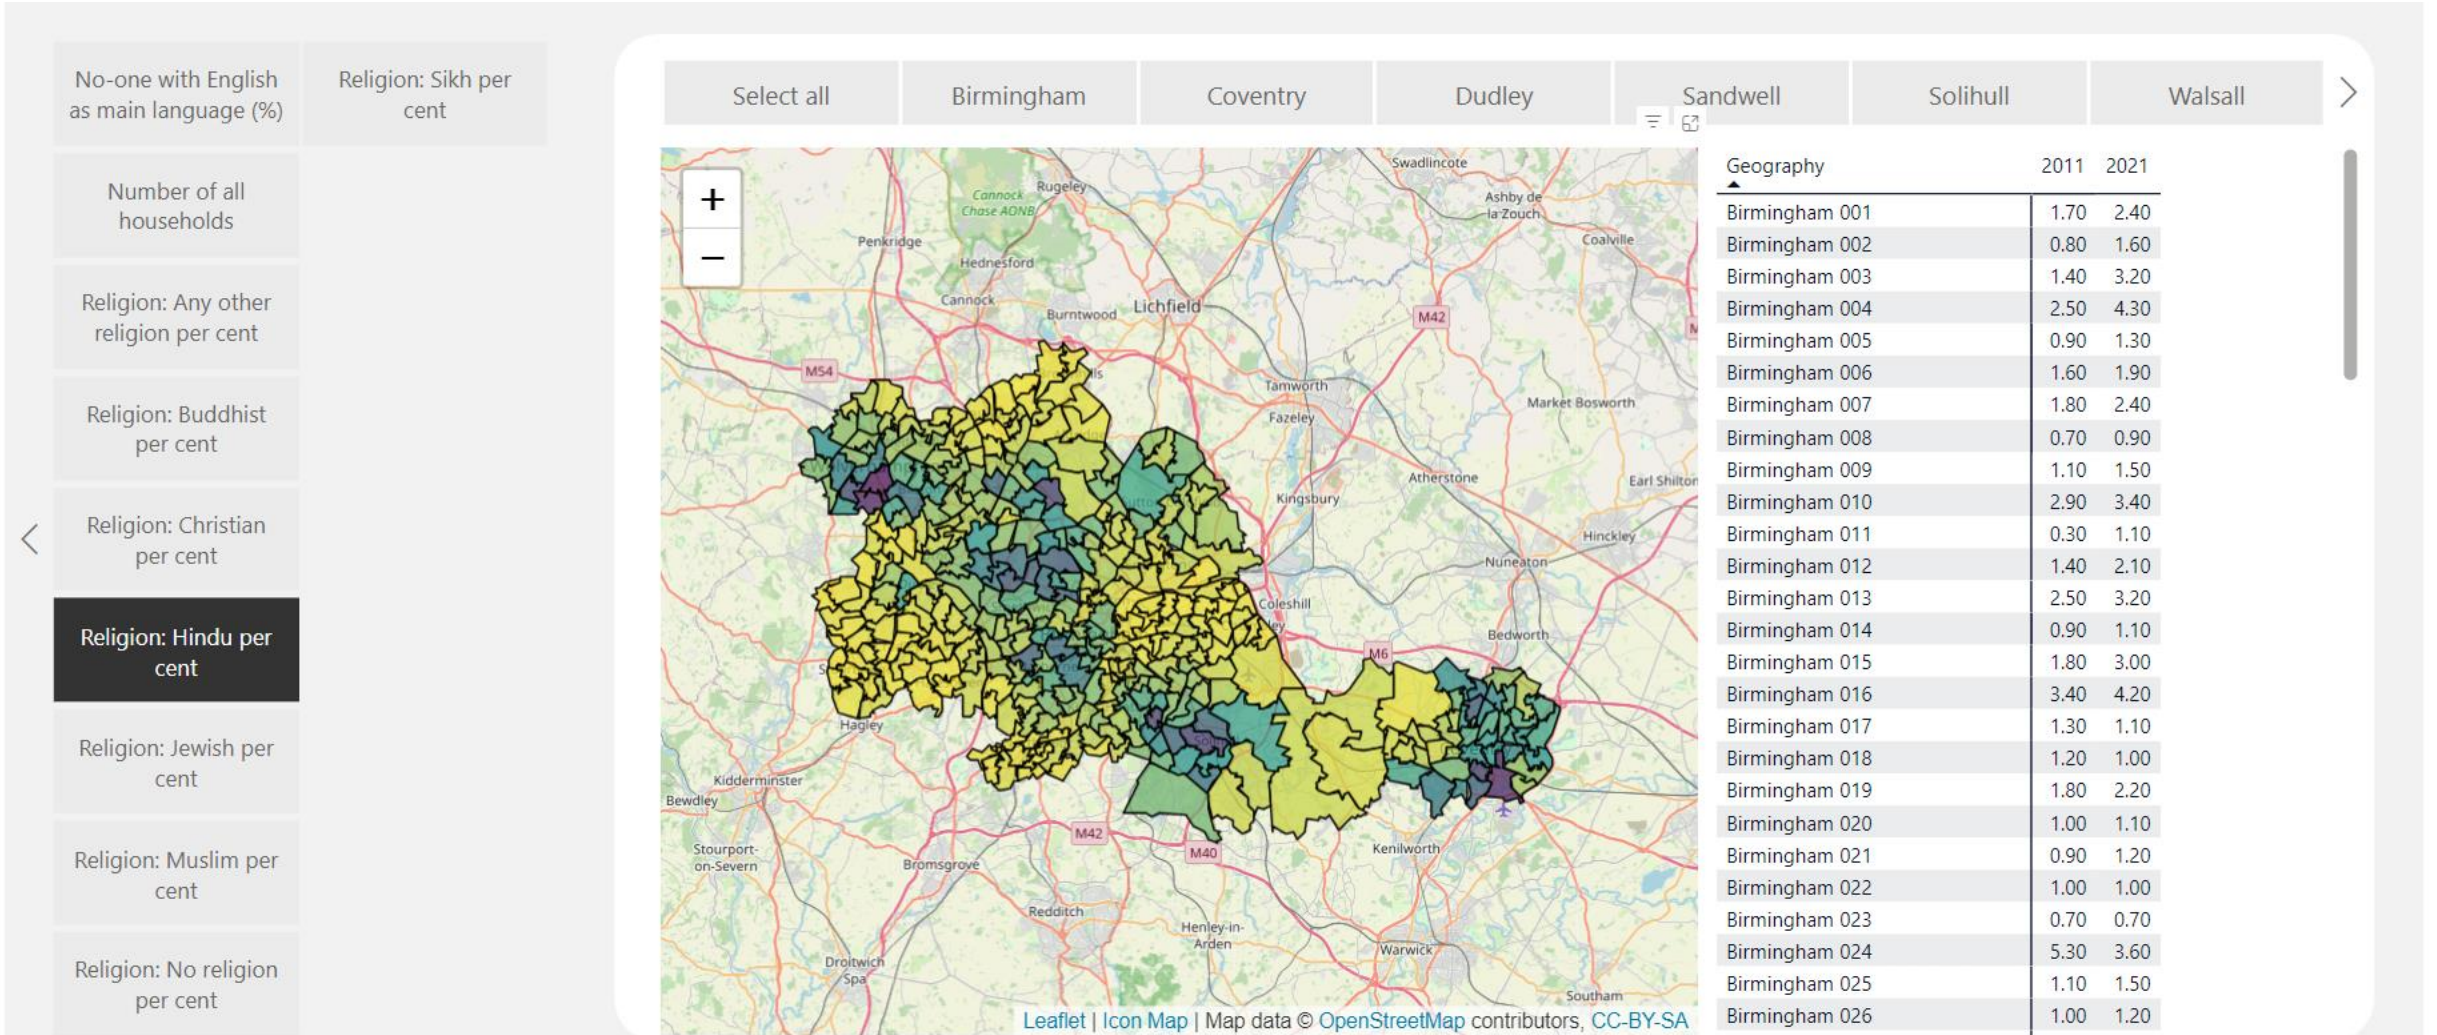 No-one with English
as main language (%)
Religion: Sikh per
cent
Number of all
households
Religion: Any other
religion per cent
Religion: Buddhist
per cent
Religion: Christian
per cent
Religion: Hindu per
cent
Religion: Jewish per
cent
Religion: Muslim per
cent
Religion: No religion
per cent
Select all
Birmingham
Coventry
Dudley
Sandwell
Solihull
Walsall
+
−
Swadlincote
Rugeley
Cannock
Chase AONB
Ashby de
la Zouch
Penkridge
Coalville
Hednesford
Cannock
Lichfield
Burntwood
M42
M54
Tamworth
Market Bosworth
Fazeley
Atherstone
Earl Shilton
Kingsbury
Hinckley
Nuneaton
Coleshill
Bedworth
M6
Hagley
Kidderminster
Bewdley
M42
Stourport-
on-Severn
M40
Kenilworth
Bromsgrove
Redditch
Henley-in-
Arden
Warwick
Droitwich
Spa
Southam
Leaflet | Icon Map | Map data © OpenStreetMap contributors, CC-BY-SA
Geography 2011 2021
Birmingham 001 1.70 2.40
Birmingham 002 0.80 1.60
Birmingham 003 1.40 3.20
Birmingham 004 2.50 4.30
Birmingham 005 0.90 1.30
Birmingham 006 1.60 1.90
Birmingham 007 1.80 2.40
Birmingham 008 0.70 0.90
Birmingham 009 1.10 1.50
Birmingham 010 2.90 3.40
Birmingham 011 0.30 1.10
Birmingham 012 1.40 2.10
Birmingham 013 2.50 3.20
Birmingham 014 0.90 1.10
Birmingham 015 1.80 3.00
Birmingham 016 3.40 4.20
Birmingham 017 1.30 1.10
Birmingham 018 1.20 1.00
Birmingham 019 1.80 2.20
Birmingham 020 1.00 1.10
Birmingham 021 0.90 1.20
Birmingham 022 1.00 1.00
Birmingham 023 0.70 0.70
Birmingham 024 5.30 3.60
Birmingham 025 1.10 1.50
Birmingham 026 1.00 1.20